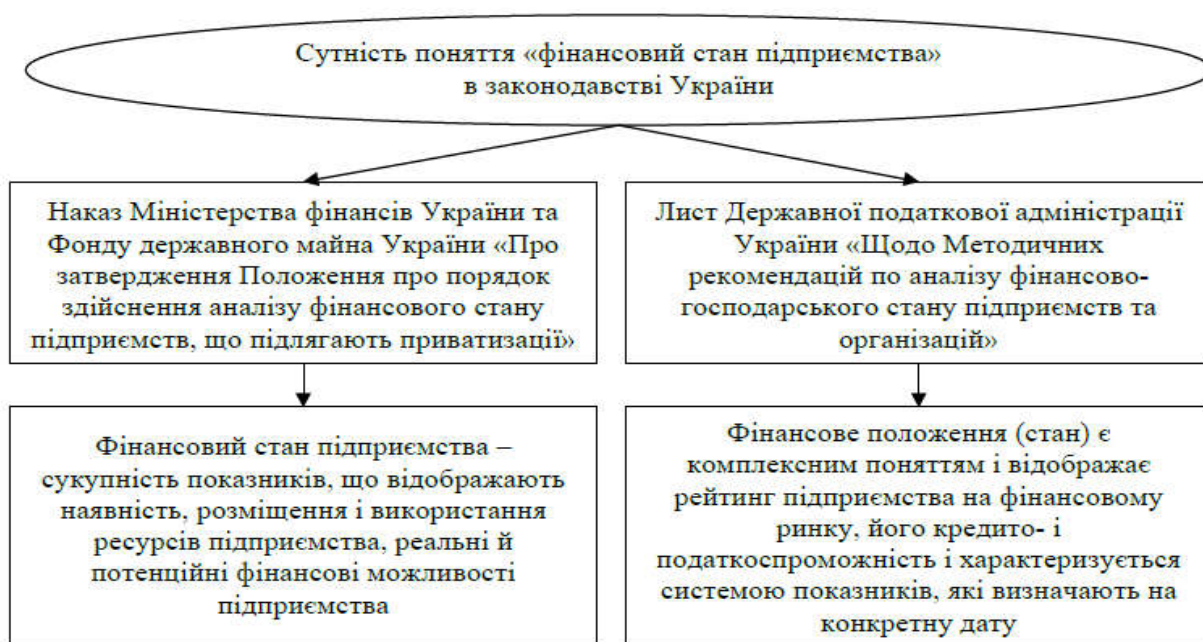 Сутність поняття «фінансовий стан підприємства»
в законодавстві України
Наказ Міністерства фінансів України та
Фонду державного майна України «Про
затвердження Положення про порядок
здійснення аналізу фінансового стану
підприємств, що підлягають приватизації»
Лист Державної податкової адміністрації
України «Щодо Методичних
рекомендацій по аналізу фінансово-
господарського стану підприємств та
організацій»
Фінансовий стан підприємства –
сукупність показників, що відображають
наявність, розміщення і використання
ресурсів підприємства, реальні й
потенційні фінансові можливості
підприємства
Фінансове положення (стан) є
комплексним поняттям і відображає
рейтинг підприємства на фінансовому
ринку, його кредито- і
податкоспроможність і характеризується
системою показників, які визначають на
конкретну дату